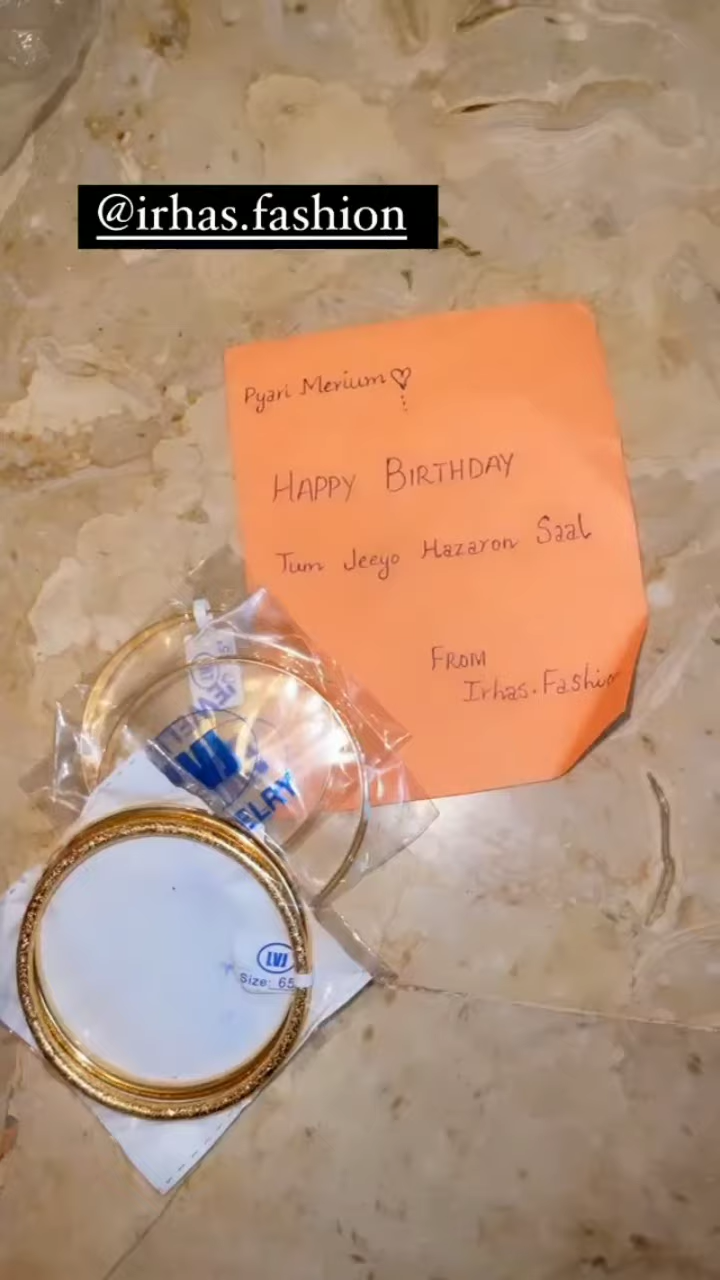 @irhas.fashion
Pyari Merium
HAPPY BIRTHDAY
Tum Jeeyo Hazaron Saal
FROM
Irhas.Fashion
LVJ
Size: 65